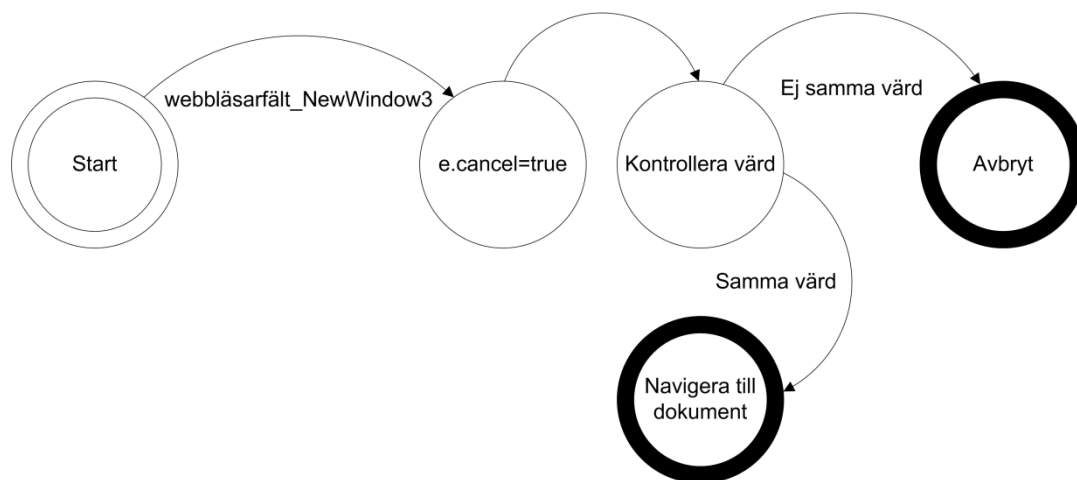 webbläsarfält_NewWindow3
Ej samma värd
Start
e.cancel=true
Kontrollera värd
Avbryt
Samma värd
Navigera till
dokument